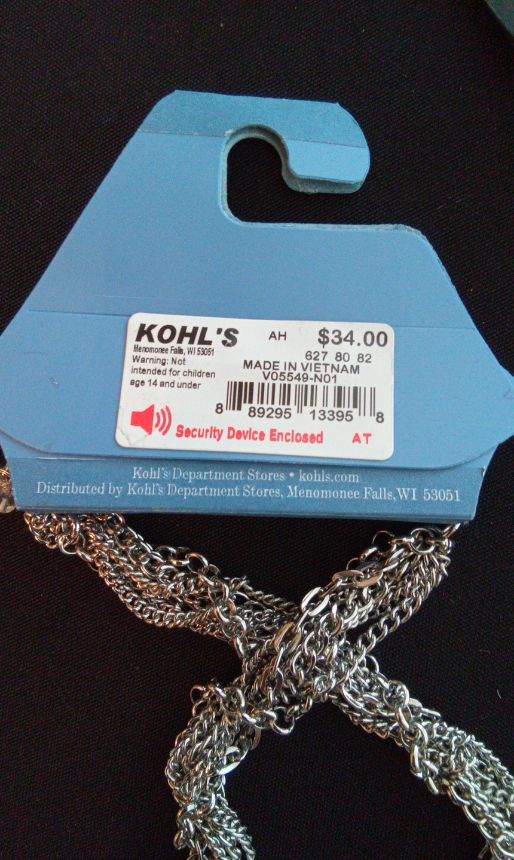 KOHL'S AH $34.00
Menomonee Falls, WI 53051
627 80 82
Warning: Not
intended for children
age 14 and under
MADE IN VIETNAM
V05549-N01
8 89295 13395 8
Security Device Enclosed AT
Kohl's Department Stores • kohls.com
Distributed by Kohl's Department Stores, Menomonee Falls, WI 53051